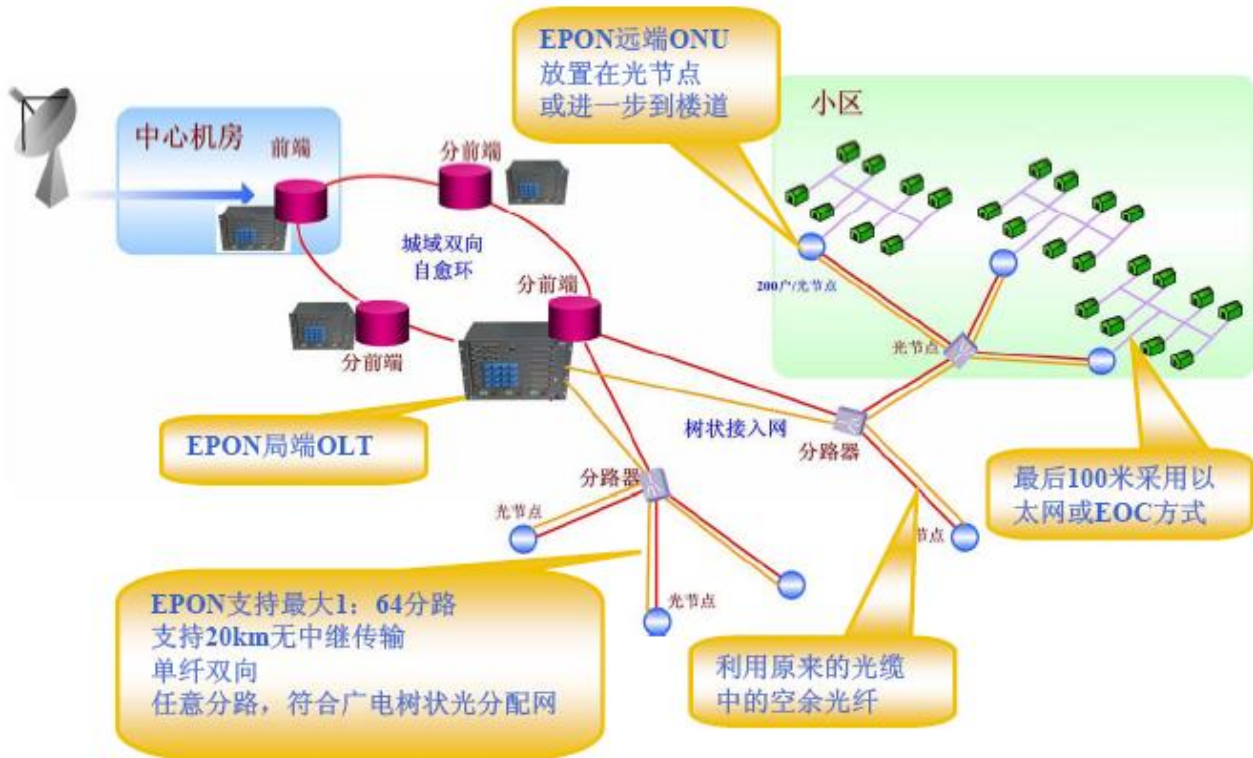 EPON远端ONU
放置在光节点
或进一步到楼道
小区
中心机房
前端
分前端
城域双向
自愈环
分前端
200户/光节点
分前端
光节点
EPON局端OLT
树状接入网
分路器
最后100米采用以
太网或EOC方式
分路器
光节点
节点
EPON支持最大1：64分路
支持20km无中继传输
单纤双向
任意分路，符合广电树状光分配网
光节点
利用原来的光缆
中的空余光纤